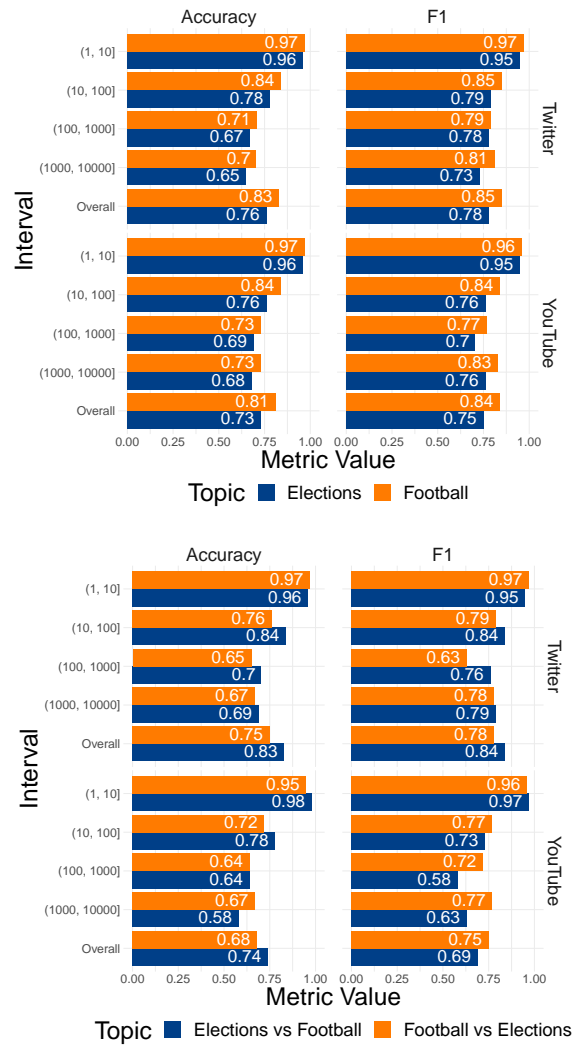 Accuracy F1
(1, 10] 0.97 0.97
0.96 0.95
(10, 100] 0.84 0.85
0.78 0.79
(100, 1000] 0.71 0.79
0.67 0.78
(1000, 10000] 0.7 0.81
0.65 0.73
Overall 0.83 0.85
0.76 0.78
Twitter
(1, 10] 0.97 0.96
0.96 0.95
(10, 100] 0.84 0.84
0.76 0.76
(100, 1000] 0.73 0.77
0.69 0.7
(1000, 10000] 0.73 0.83
0.68 0.76
Overall 0.81 0.84
0.73 0.75
YouTube
Interval
0.00 0.25 0.50 0.75 1.00 0.00 0.25 0.50 0.75 1.00
Metric Value
Topic Elections Football
Accuracy F1
(1, 10] 0.97 0.97
0.96 0.95
(10, 100] 0.76 0.79
0.84 0.84
(100, 1000] 0.65 0.63
0.7 0.76
(1000, 10000] 0.67 0.78
0.69 0.79
Overall 0.75 0.78
0.83 0.84
Twitter
(1, 10] 0.95 0.96
0.98 0.97
(10, 100] 0.72 0.77
0.78 0.73
(100, 1000] 0.64 0.72
0.64 0.58
(1000, 10000] 0.67 0.77
0.58 0.63
Overall 0.68 0.75
0.74 0.69
YouTube
Interval
0.00 0.25 0.50 0.75 1.00 0.00 0.25 0.50 0.75 1.00
Metric Value
Topic Elections vs Football Football vs Elections